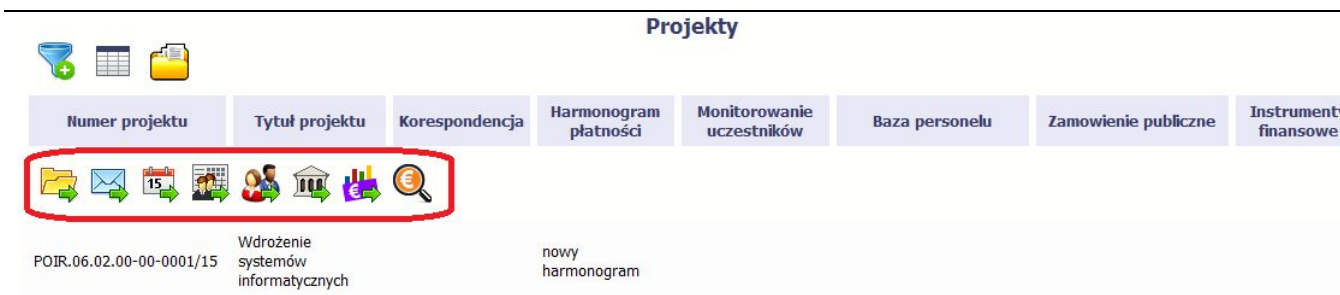 Projekty
Numer projektu
Tytuł projektu
Korespondencja
Harmonogram
płatności
Monitorowanie
uczestników
Baza personelu
Zamowienie publiczne
Instrumenty
finansowe
15
POIR.06.02.00-00-0001/15
Wdrożenie
systemów
informatycznych
nowy
harmonogram